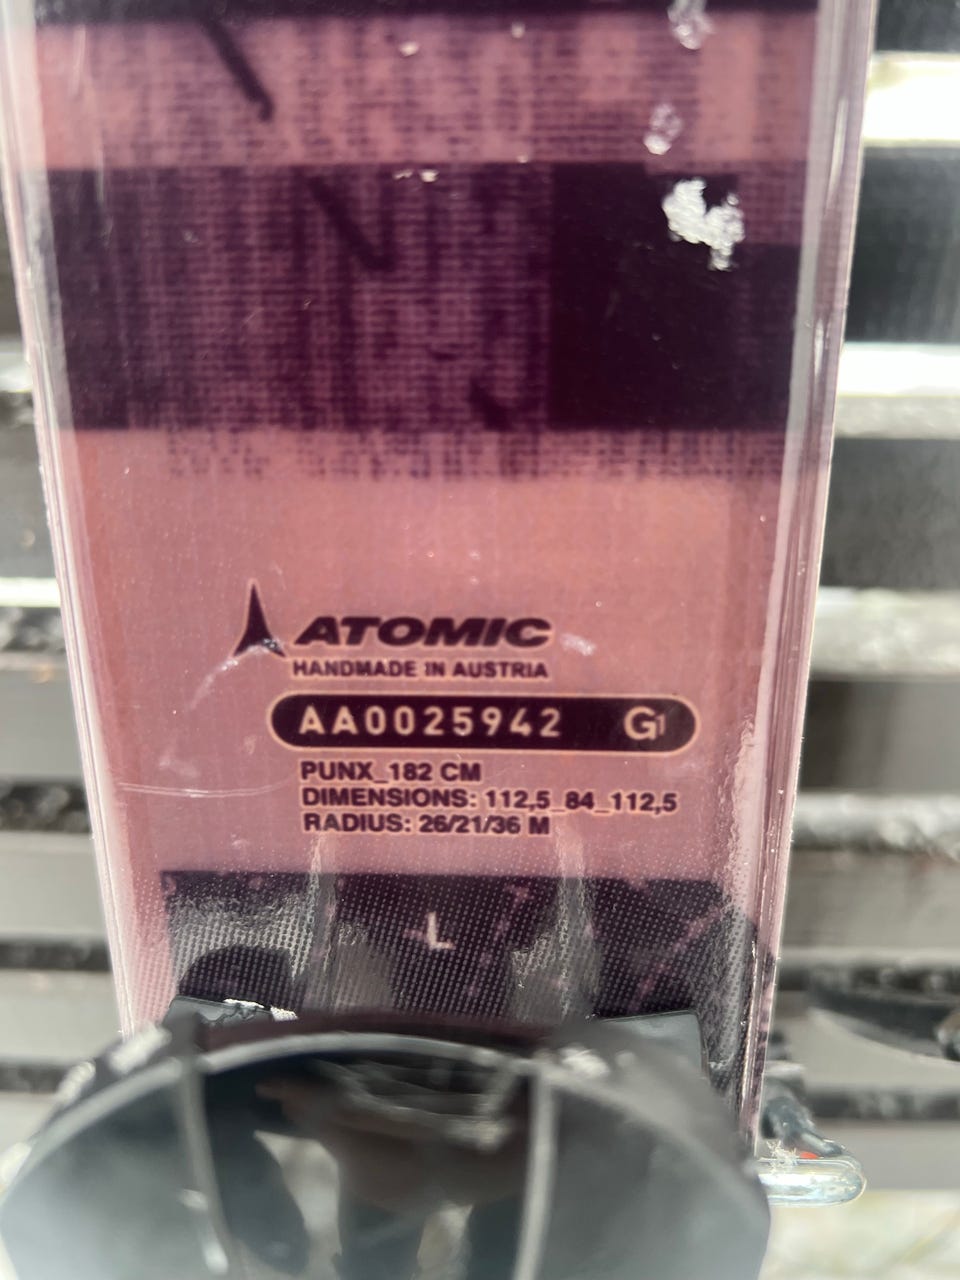 ATOMIC
HANDMADE IN AUSTRIA
AA0025942 G1
PUNX_182 CM
DIMENSIONS: 112,5_84_112,5
RADIUS: 26/21/36 M
L